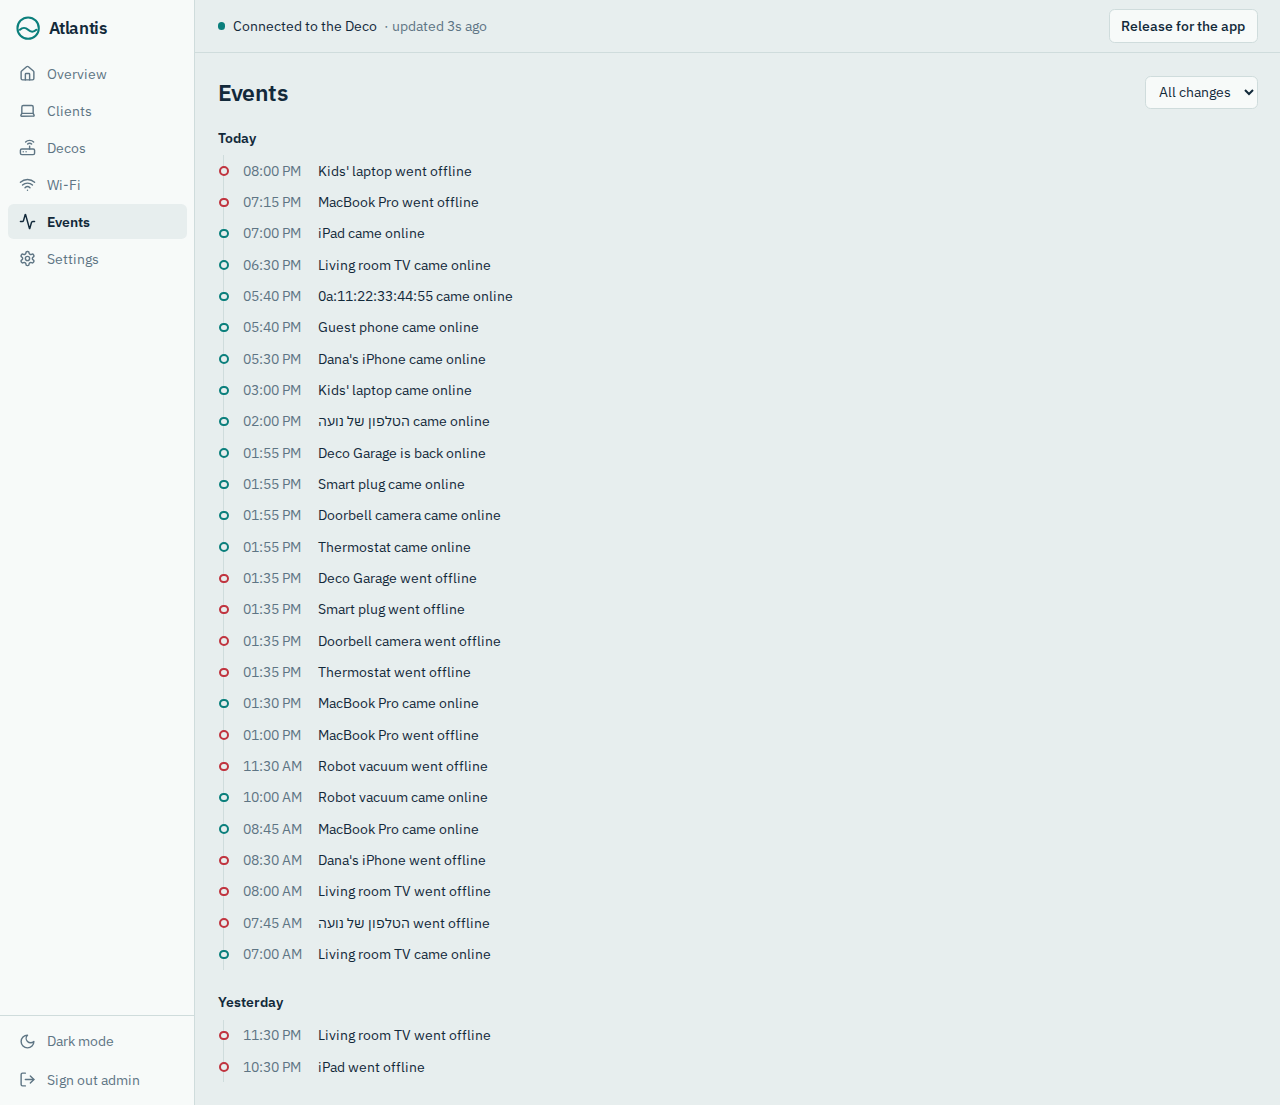 Atlantis
Overview
Clients
Decos
Wi-Fi
Events
Settings
Dark mode
Sign out admin
Connected to the Deco · updated 3s ago
Release for the app
Events
All changes
Today
08:00 PM Kids' laptop went offline
07:15 PM MacBook Pro went offline
07:00 PM iPad came online
06:30 PM Living room TV came online
05:40 PM 0a:11:22:33:44:55 came online
05:40 PM Guest phone came online
05:30 PM Dana's iPhone came online
03:00 PM Kids' laptop came online
02:00 PM הטלפון של נועה came online
01:55 PM Deco Garage is back online
01:55 PM Smart plug came online
01:55 PM Doorbell camera came online
01:55 PM Thermostat came online
01:35 PM Deco Garage went offline
01:35 PM Smart plug went offline
01:35 PM Doorbell camera went offline
01:35 PM Thermostat went offline
01:30 PM MacBook Pro came online
01:00 PM MacBook Pro went offline
11:30 AM Robot vacuum went offline
10:00 AM Robot vacuum came online
08:45 AM MacBook Pro came online
08:30 AM Dana's iPhone went offline
08:00 AM Living room TV went offline
07:45 AM הטלפון של נועה went offline
07:00 AM Living room TV came online
Yesterday
11:30 PM Living room TV went offline
10:30 PM iPad went offline